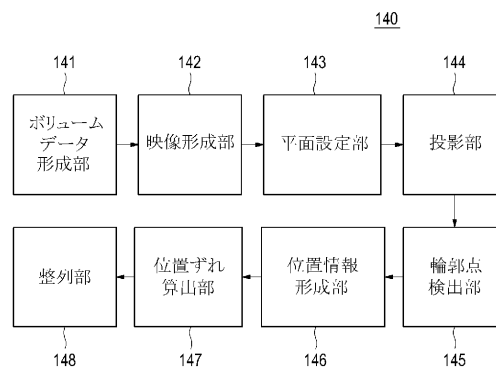 140
141
142
143
144
ボリューム
データ
形成部
映像形成部
平面設定部
投影部
整列部
位置ずれ
算出部
位置情報
形成部
輪郭点
検出部
148
147
146
145